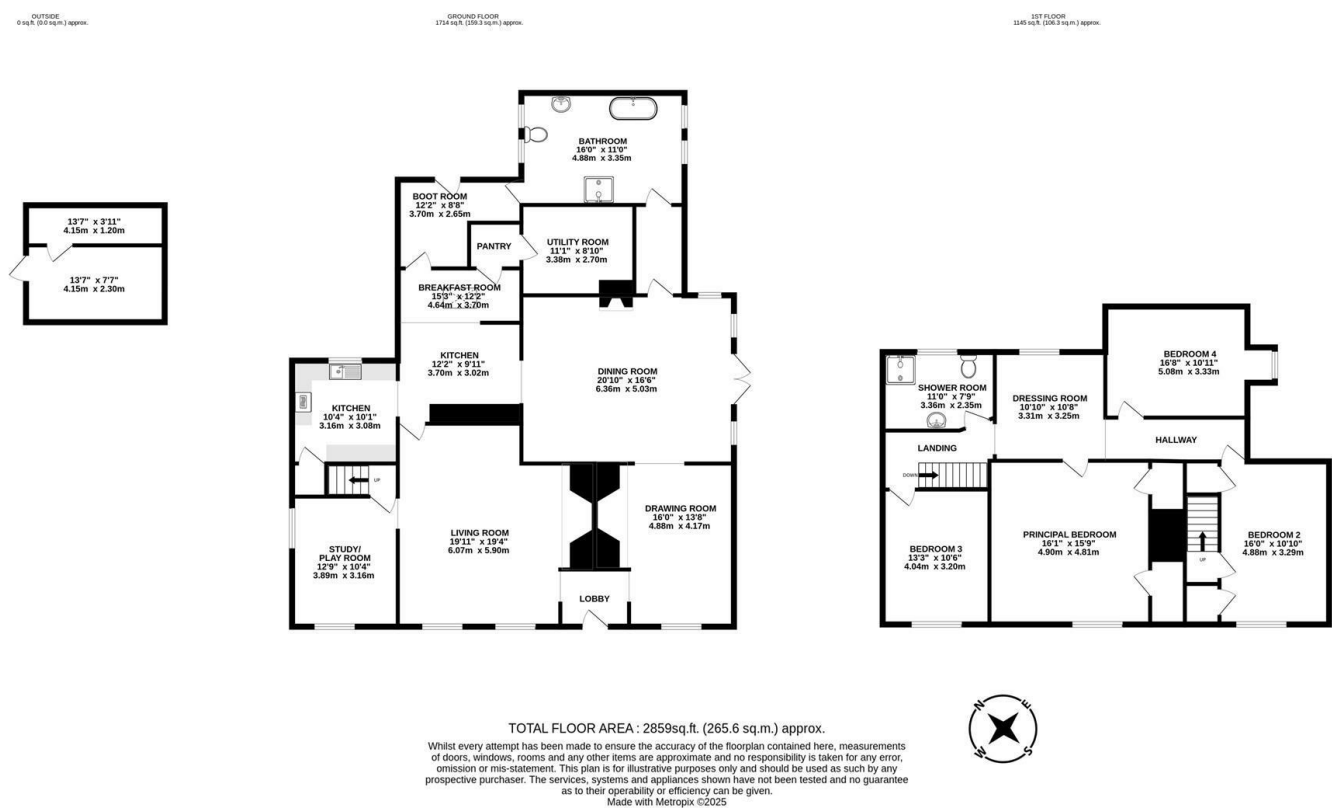 OUTSIDE
0 sq.ft. (0.0 sq.m.) approx.
GROUND FLOOR
1714 sq.ft. (159.3 sq.m.) approx.
1ST FLOOR
1145 sq.ft. (106.3 sq.m.) approx.
13'7" x 3'11"
4.15m x 1.20m
13'7" x 7'7"
4.15m x 2.30m
BATHROOM
16'0" x 11'0"
4.88m x 3.35m
BOOT ROOM
12'2" x 8'8"
3.70m x 2.65m
PANTRY
UTILITY ROOM
11'1" x 8'10"
3.38m x 2.70m
BREAKFAST ROOM
15'3" x 12'2"
4.64m x 3.70m
KITCHEN
12'2" x 9'11"
3.70m x 3.02m
DINING ROOM
20'10" x 16'6"
6.36m x 5.03m
KITCHEN
10'4" x 10'1"
3.16m x 3.08m
UP
LIVING ROOM
19'11" x 19'4"
6.07m x 5.90m
DRAWING ROOM
16'0" x 13'8"
4.88m x 4.17m
STUDY/
PLAY ROOM
12'9" x 10'4"
3.89m x 3.16m
LOBBY
BEDROOM 4
16'8" x 10'11"
5.08m x 3.33m
SHOWER ROOM
11'0" x 7'9"
3.36m x 2.35m
DRESSING ROOM
10'10" x 10'8"
3.31m x 3.25m
LANDING
HALLWAY
DOWN
PRINCIPAL BEDROOM
16'1" x 15'9"
4.90m x 4.81m
BEDROOM 2
16'0" x 10'10"
4.88m x 3.29m
UP
BEDROOM 3
13'3" x 10'6"
4.04m x 3.20m
N
E
W
S
TOTAL FLOOR AREA : 2859sq.ft. (265.6 sq.m.) approx.
Whilst every attempt has been made to ensure the accuracy of the floorplan contained here, measurements
of doors, windows, rooms and any other items are approximate and no responsibility is taken for any error,
omission or mis-statement. This plan is for illustrative purposes only and should be used as such by any
prospective purchaser. The services, systems and appliances shown have not been tested and no guarantee
as to their operability or efficiency can be given.
Made with Metropix ©2025